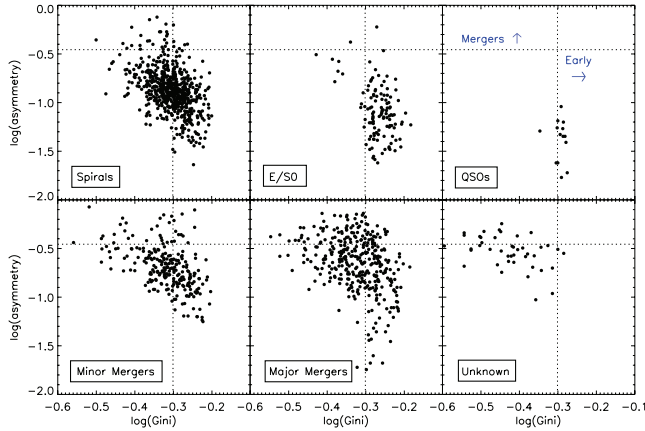 0.0
−0.5
−1.0
−1.5
−2.0
log(asymmetry)
Spirals
E/S0
Mergers ↑
Early
→
QSOs
−0.5
−1.0
−1.5
−2.0
log(asymmetry)
Minor Mergers
Major Mergers
Unknown
−0.6 −0.5 −0.4 −0.3 −0.2
−0.6 −0.5 −0.4 −0.3 −0.2
−0.6 −0.5 −0.4 −0.3 −0.2 −0.1
log(Gini)
log(Gini)
log(Gini)